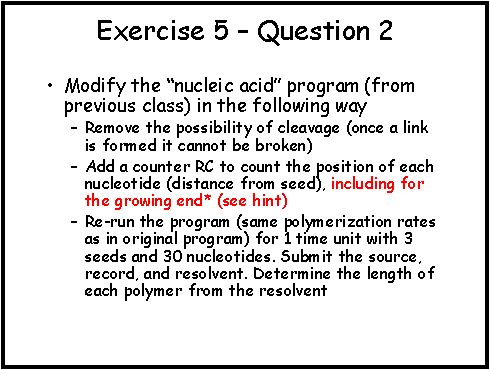 Exercise 5 – Question 2
• Modify the “nucleic acid” program (from
previous class) in the following way
– Remove the possibility of cleavage (once a link
is formed it cannot be broken)
– Add a counter RC to count the position of each
nucleotide (distance from seed), including for
the growing end* (see hint)
– Re-run the program (same polymerization rates
as in original program) for 1 time unit with 3
seeds and 30 nucleotides. Submit the source,
record, and resolvent. Determine the length of
each polymer from the resolvent